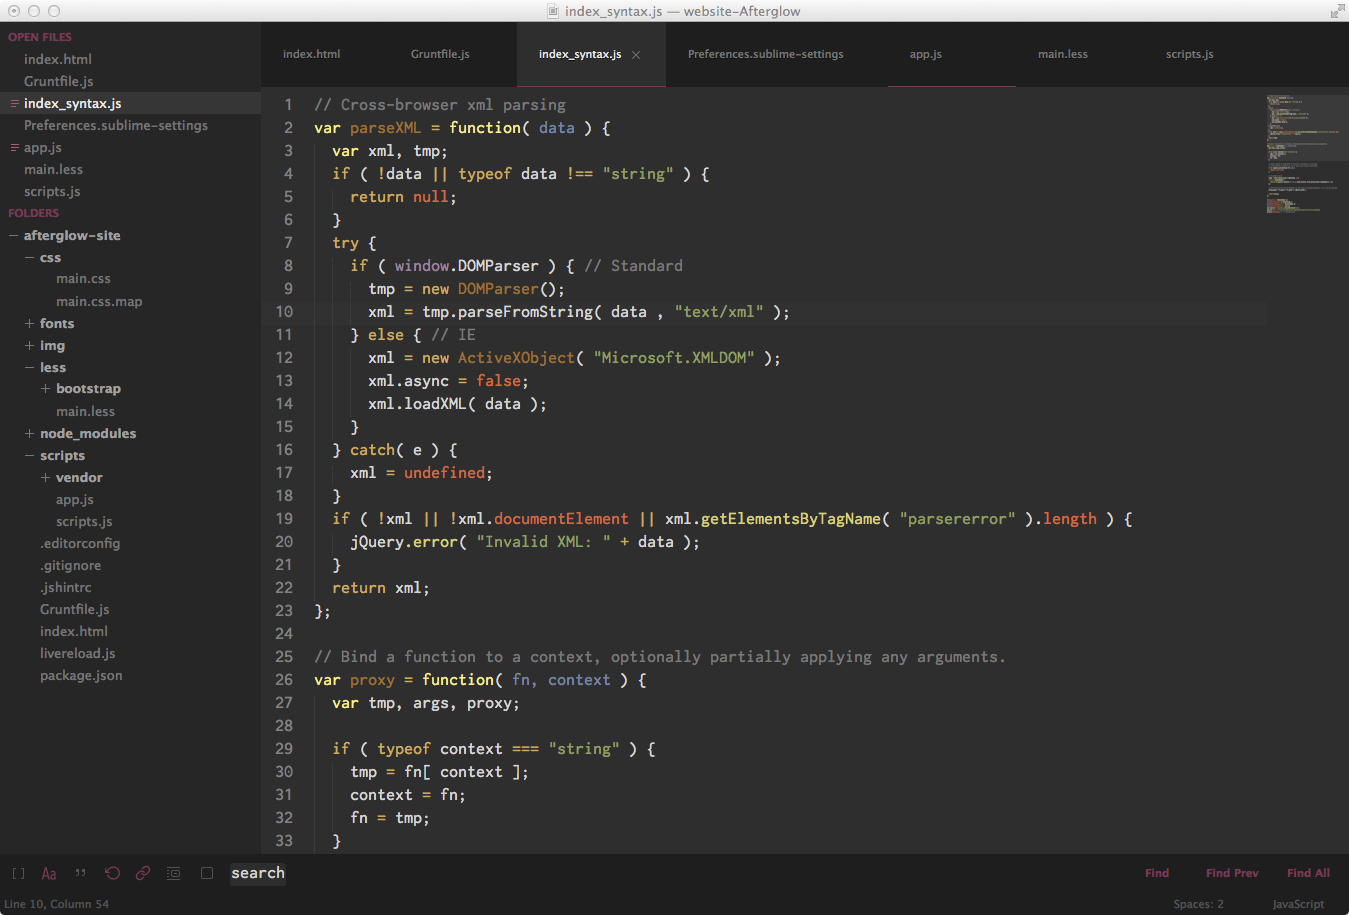 index_syntax.js — website-Afterglow
OPEN FILES
index.html
Gruntfile.js
index_syntax.js
Preferences.sublime-settings
app.js
main.less
scripts.js
FOLDERS
afterglow-site
css
main.css
main.css.map
fonts
img
less
bootstrap
main.less
node_modules
scripts
vendor
app.js
scripts.js
.editorconfig
.gitignore
.jshintrc
Gruntfile.js
index.html
livereload.js
package.json
index.html Gruntfile.js index_syntax.js Preferences.sublime-settings app.js main.less scripts.js
1 // Cross-browser xml parsing
2 var parseXML = function( data ) {
3   var xml, tmp;
4   if ( !data || typeof data !== "string" ) {
5     return null;
6   }
7   try {
8     if ( window.DOMParser ) { // Standard
9       tmp = new DOMParser();
10       xml = tmp.parseFromString( data , "text/xml" );
11     } else { // IE
12       xml = new ActiveXObject( "Microsoft.XMLDOM" );
13       xml.async = false;
14       xml.loadXML( data );
15     }
16   } catch( e ) {
17     xml = undefined;
18   }
19   if ( !xml || !xml.documentElement || xml.getElementsByTagName( "parsererror" ).length ) {
20     jQuery.error( "Invalid XML: " + data );
21   }
22   return xml;
23 };
24
25 // Bind a function to a context, optionally partially applying any arguments.
26 var proxy = function( fn, context ) {
27   var tmp, args, proxy;
28
29   if ( typeof context === "string" ) {
30     tmp = fn[ context ];
31     context = fn;
32     fn = tmp;
33   }
[ ] Aa " search Find Find Prev Find All
Line 10, Column 54 Spaces: 2 JavaScript